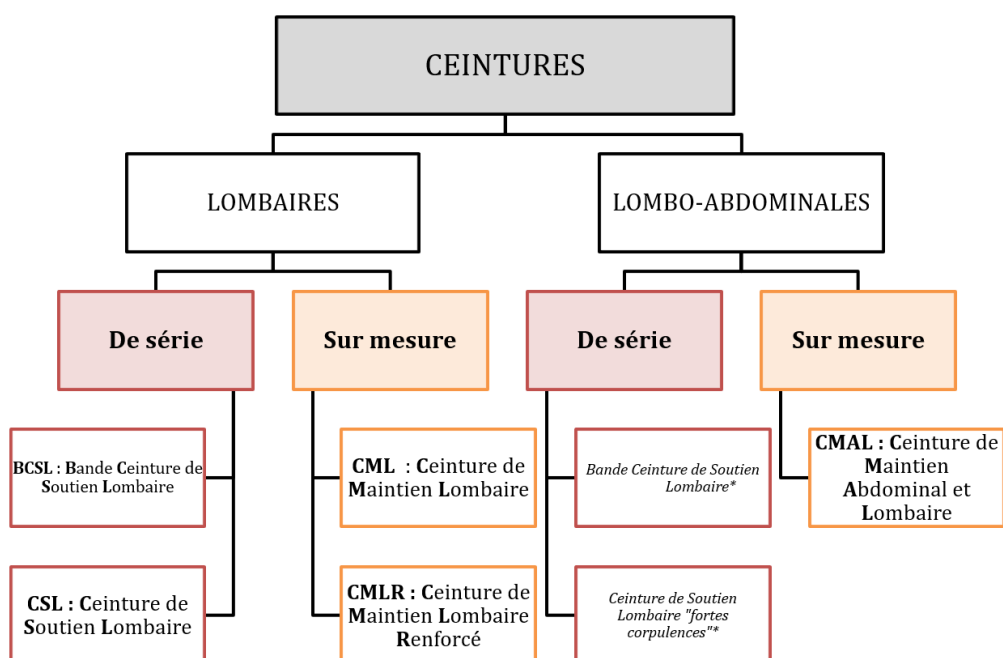 CEINTURES
LOMBAIRES
LOMBO-ABDOMINALES
De série
Sur mesure
De série
Sur mesure
BCSL : Bande Ceinture de
Soutien Lombaire
CML : Ceinture de
Maintien Lombaire
Bande Ceinture de Soutien
Lombaire*
CMAL : Ceinture de
Maintien
Abdominal et
Lombaire
CSL : Ceinture de
Soutien Lombaire
CMLR : Ceinture de
Maintien Lombaire
Renforcé
Ceinture de Soutien
Lombaire "fortes
corpulences"*